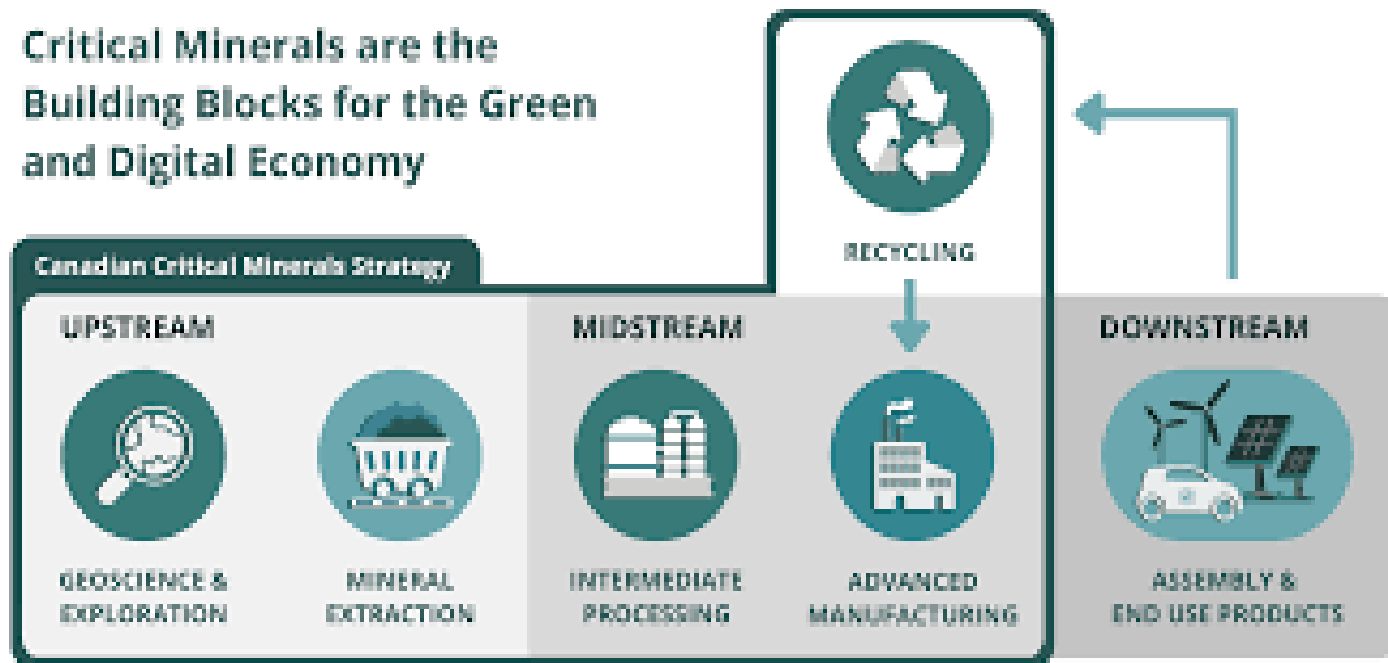 Critical Minerals are the
Building Blocks for the Green
and Digital Economy
RECYCLING
Canadian Critical Minerals Strategy
UPSTREAM
MIDSTREAM
DOWNSTREAM
GEOSCIENCE &
EXPLORATION
MINERAL
EXTRACTION
INTERMEDIATE
PROCESSING
ADVANCED
MANUFACTURING
ASSEMBLY &
END USE PRODUCTS